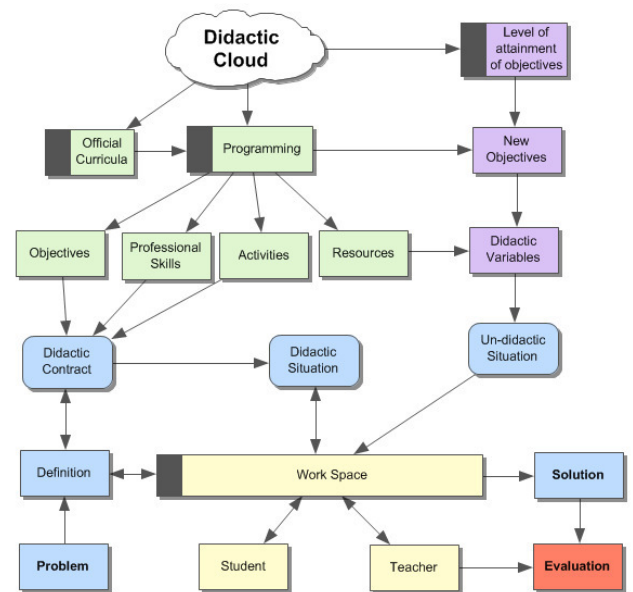 Didactic
Cloud
Level of
attainment
of objectives
Official
Curricula
Programming
New
Objectives
Objectives
Professional
Skills
Activities
Resources
Didactic
Variables
Didactic
Contract
Didactic
Situation
Un-didactic
Situation
Definition
Work Space
Solution
Problem
Student
Teacher
Evaluation